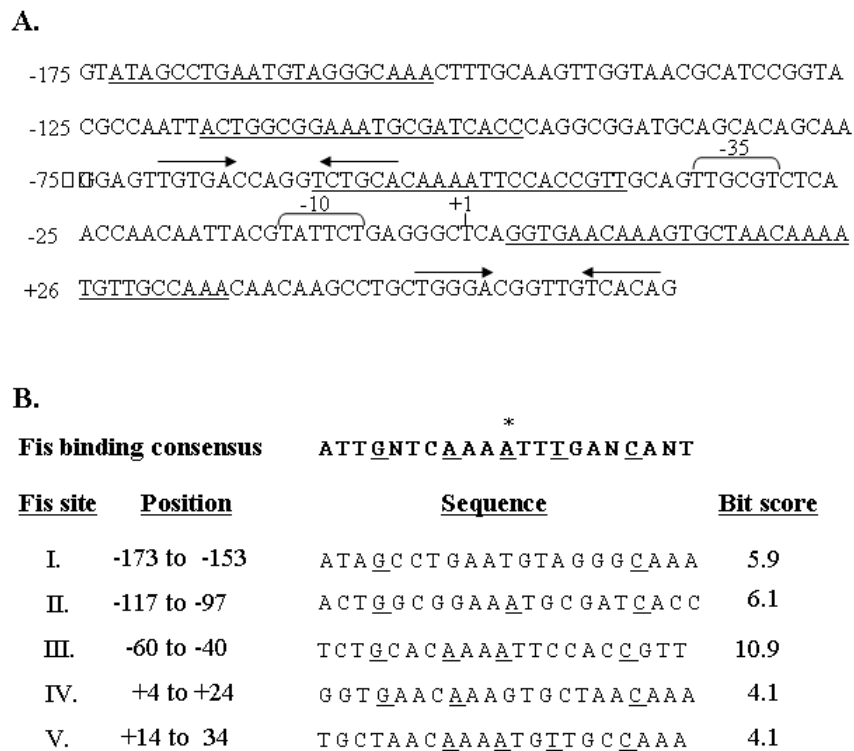 A.
-175 GTATAGCCTGAATGTAGGGCAAACTTTGCAAGTTGGTAACGCATCCGGTA
-125 CGCCAATTACTGGCGGAAATGCGATCACCCAGGCGGATGCAGCACAGCAA
-35
-75 GGAGTTGTGACCAGGTCTGCACAAAATTCCACCGTTGCAGTTGCGTCTCA
-10 +1
-25 ACCAACAATTACGTATTCTGAGGGCTCAGGTGAACAAAGTGCTAACAAAA
+26 TGTTGCCAAACAACAAGCCTGCTGGGACGGTTGTCACAG
B.
*
Fis binding consensus ATTGNTCAAAATTTGANCANT
Fis site Position Sequence Bit score
I. -173 to -153 ATAGCCTGAATGTAGGGCAAA 5.9
II. -117 to -97 ACTGGCGGAAATGCGATCACC 6.1
III. -60 to -40 TCTGCACAAAATTCCACCGTT 10.9
IV. +4 to +24 GGTGAACAAAGTGCTAACAAA 4.1
V. +14 to 34 TGCTAACAAAATGTTGCCAAA 4.1